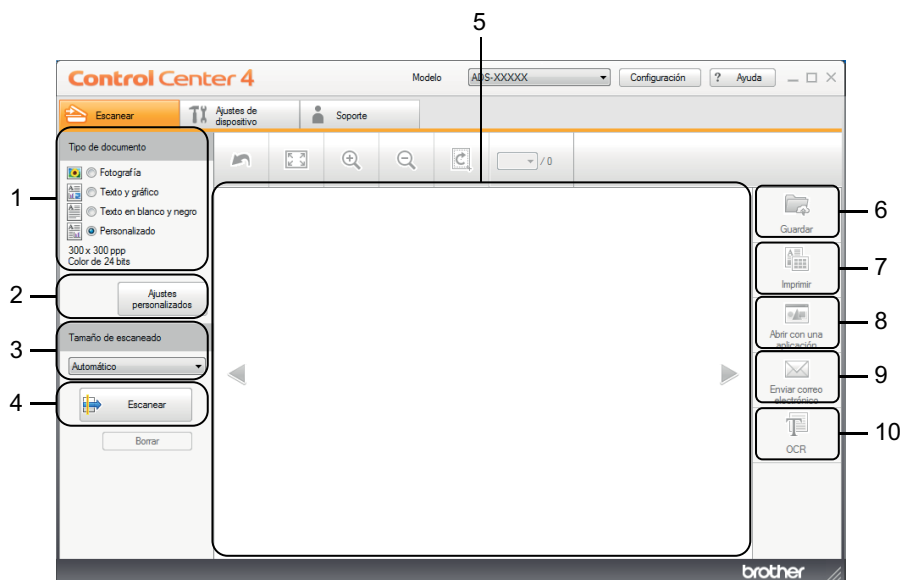 5
Control Center 4
Modelo
ADS-XXXXX
Configuración
? Ayuda
Escanear
Ajustes de
dispositivo
Soporte
Tipo de documento
/ 0
Fotografía
Texto y gráfico
Texto en blanco y negro
Personalizado
300 x 300 ppp
Color de 24 bits
1
Ajustes
personalizados
2
Tamaño de escaneado
Automático
3
Escanear
4
Borrar
Guardar
6
Imprimir
7
Abrir con una
aplicación
8
Enviar correo
electrónico
9
OCR
10
brother